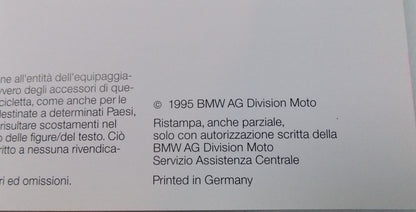 ne all'entità dell'equipaggia-
vero degli accessori di que-
cicletta, come anche per le
destinate a determinati Paesi,
risultare scostamenti nel
o delle figure/del testo. Ciò
ritto a nessuna rivendica-
ri ed omissioni.
© 1995 BMW AG Division Moto
Ristampa, anche parziale,
solo con autorizzazione scritta della
BMW AG Division Moto
Servizio Assistenza Centrale
Printed in Germany